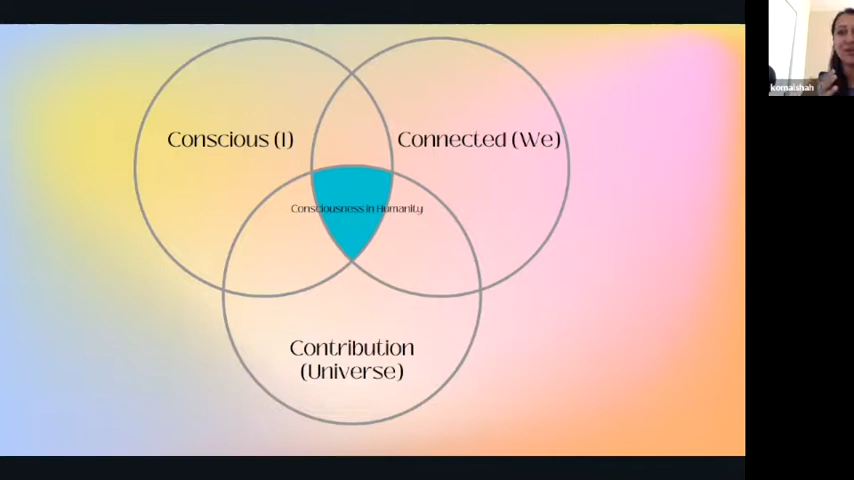 Conscious (I)
Connected (We)
Consciousness in Humanity
Contribution
(Universe)
komalshah